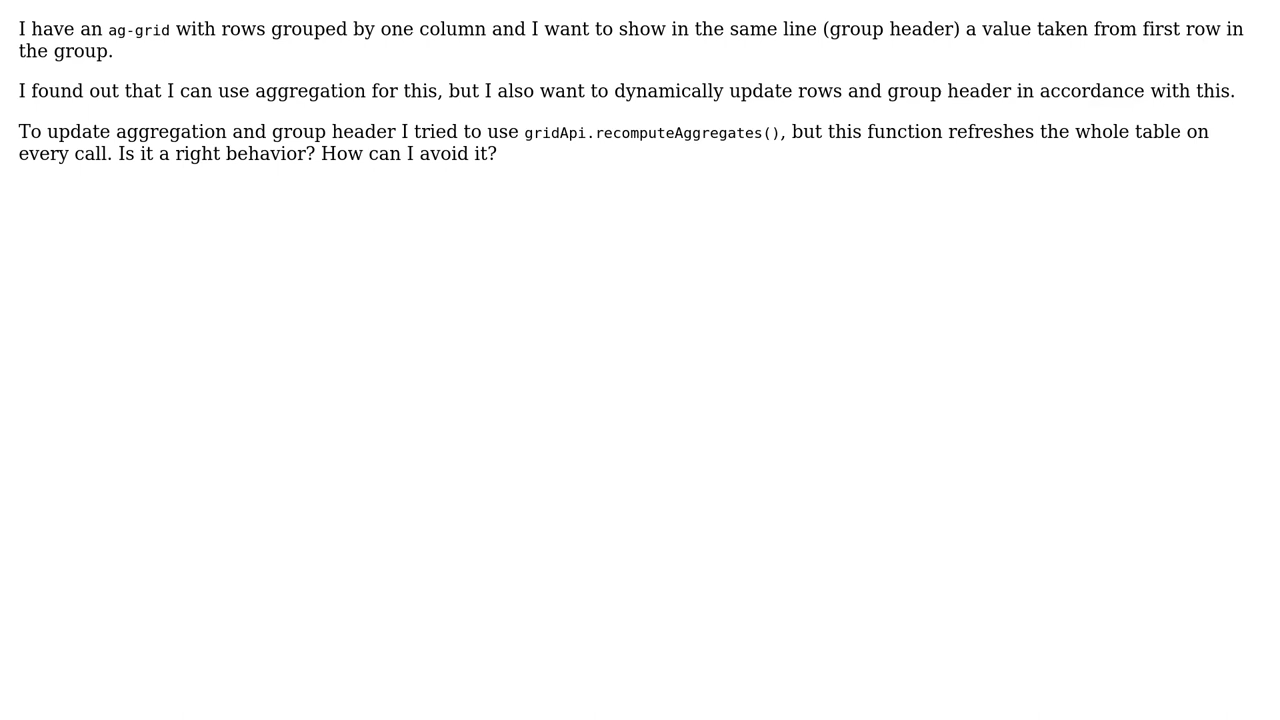 I have an ag-grid with rows grouped by one column and I want to show in the same line (group header) a value taken from first row in
the group.
I found out that I can use aggregation for this, but I also want to dynamically update rows and group header in accordance with this.
To update aggregation and group header I tried to use gridApi.recomputeAggregates(), but this function refreshes the whole table on
every call. Is it a right behavior? How can I avoid it?